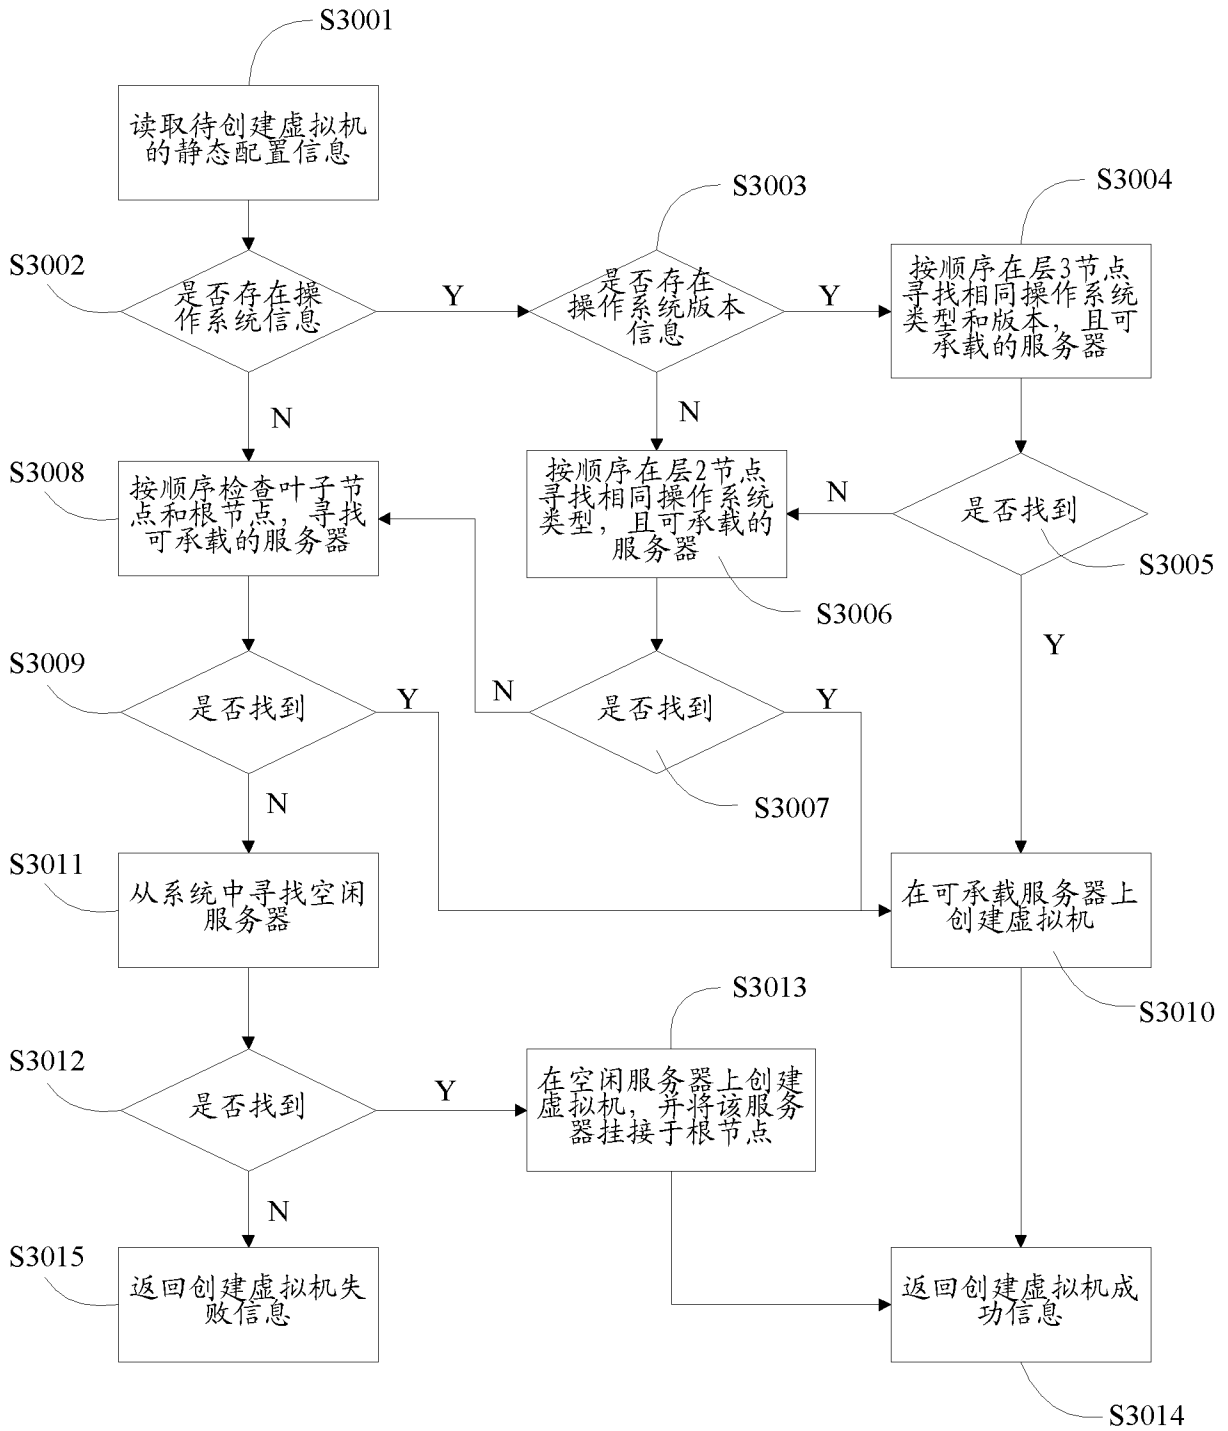 S3001
读取待创建虚拟机
的静态配置信息
S3002
是否存在操
作系统信息
Y
N
S3003
是否存在
操作系统版本
信息
Y
N
S3004
按顺序在层3节点
寻找相同操作系统
类型和版本，且可
承载的服务器
S3005
是否找到
N
Y
S3006
按顺序在层2节点
寻找相同操作系统
类型，且可承载的
服务器
S3007
是否找到
N
Y
S3008
按顺序检查叶子节
点和根节点，寻找
可承载的服务器
S3009
是否找到
Y
N
S3010
在可承载服务器上
创建虚拟机
S3011
从系统中寻找空闲
服务器
S3012
是否找到
Y
N
S3013
在空闲服务器上创建
虚拟机，并将该服务
器挂接于根节点
S3015
返回创建虚拟机失
败信息
返回创建虚拟机成
功信息
S3014